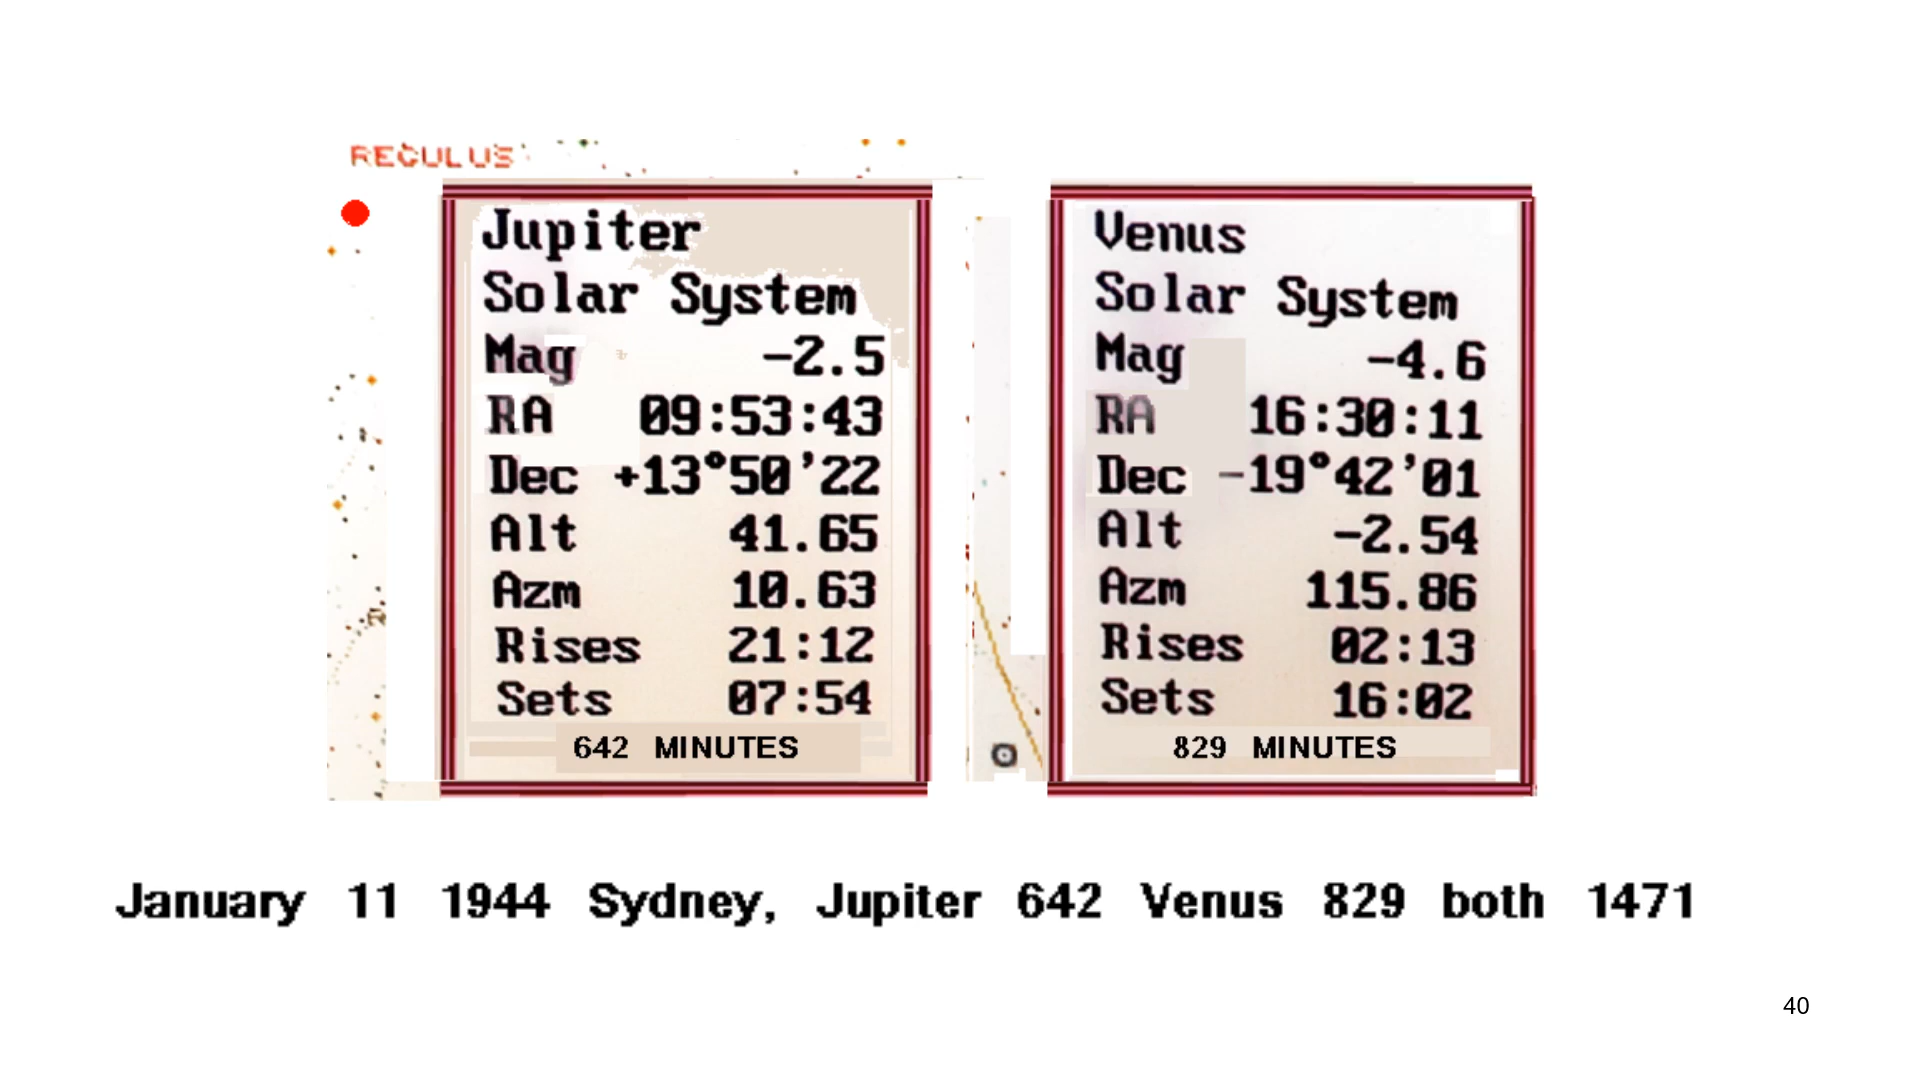 REGULUS
Jupiter
Solar System
Mag -2.5
RA 09:53:43
Dec +13°50'22
Alt 41.65
Azm 10.63
Rises 21:12
Sets 07:54
642 MINUTES
Venus
Solar System
Mag -4.6
RA 16:30:11
Dec -19°42'01
Alt -2.54
Azm 115.86
Rises 02:13
Sets 16:02
829 MINUTES
January 11 1944 Sydney, Jupiter 642 Venus 829 both 1471
40